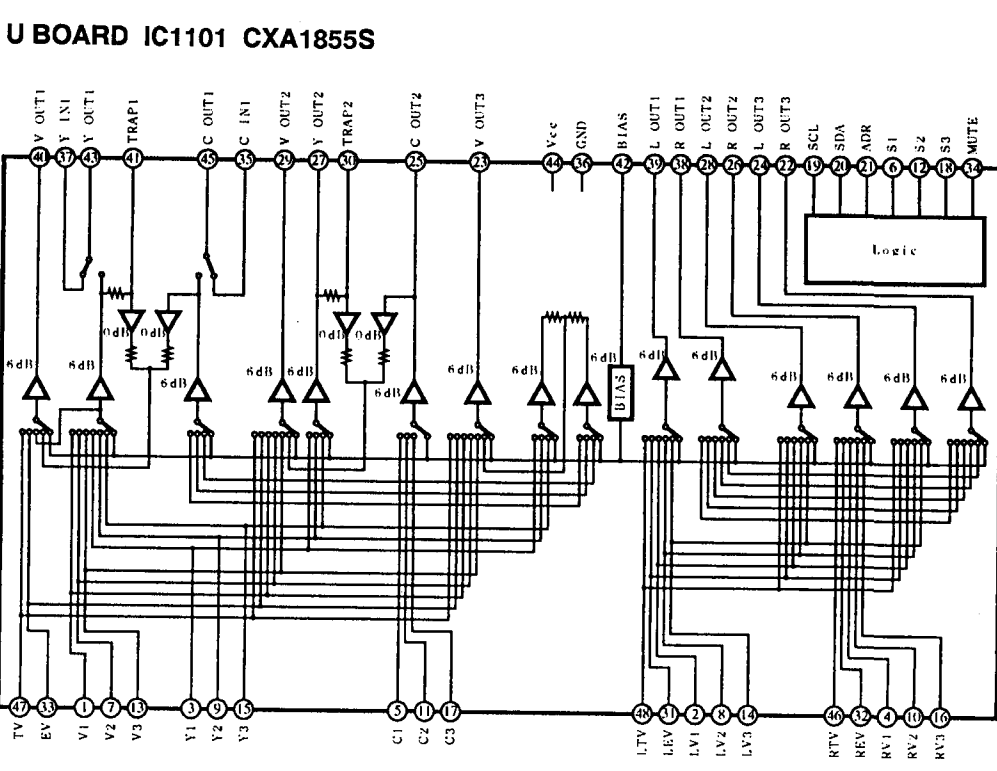 U BOARD IC1101 CXA1855S
V OUT1
Y IN1
Y OUT1
TRAP1
C OUT1
C IN1
V OUT2
Y OUT2
TRAP2
C OUT2
V OUT3
Vcc
GND
BIAS
L OUT1
R OUT1
L OUT2
R OUT2
L OUT3
R OUT3
SCL
SDA
ADR
S1
S2
S3
MUTE
40 37 43 41 45 35 29 27 30 25 23 44 36 42 39 38 28 26 24 22 19 20 21 6 12 18 34
Logic
0dB 0dB 0dB 0dB
6dB 6dB 6dB 6dB 6dB 6dB 6dB 6dB 6dB 6dB 6dB 6dB 6dB 6dB 6dB
BIAS
47 33 1 7 13 3 9 15 5 11 17 48 31 2 8 14 46 32 4 10 16
TV
EV
V1
V2
V3
Y1
Y2
Y3
C1
C2
C3
LTV
LEV
LV1
LV2
LV3
RTV
REV
RV1
RV2
RV3